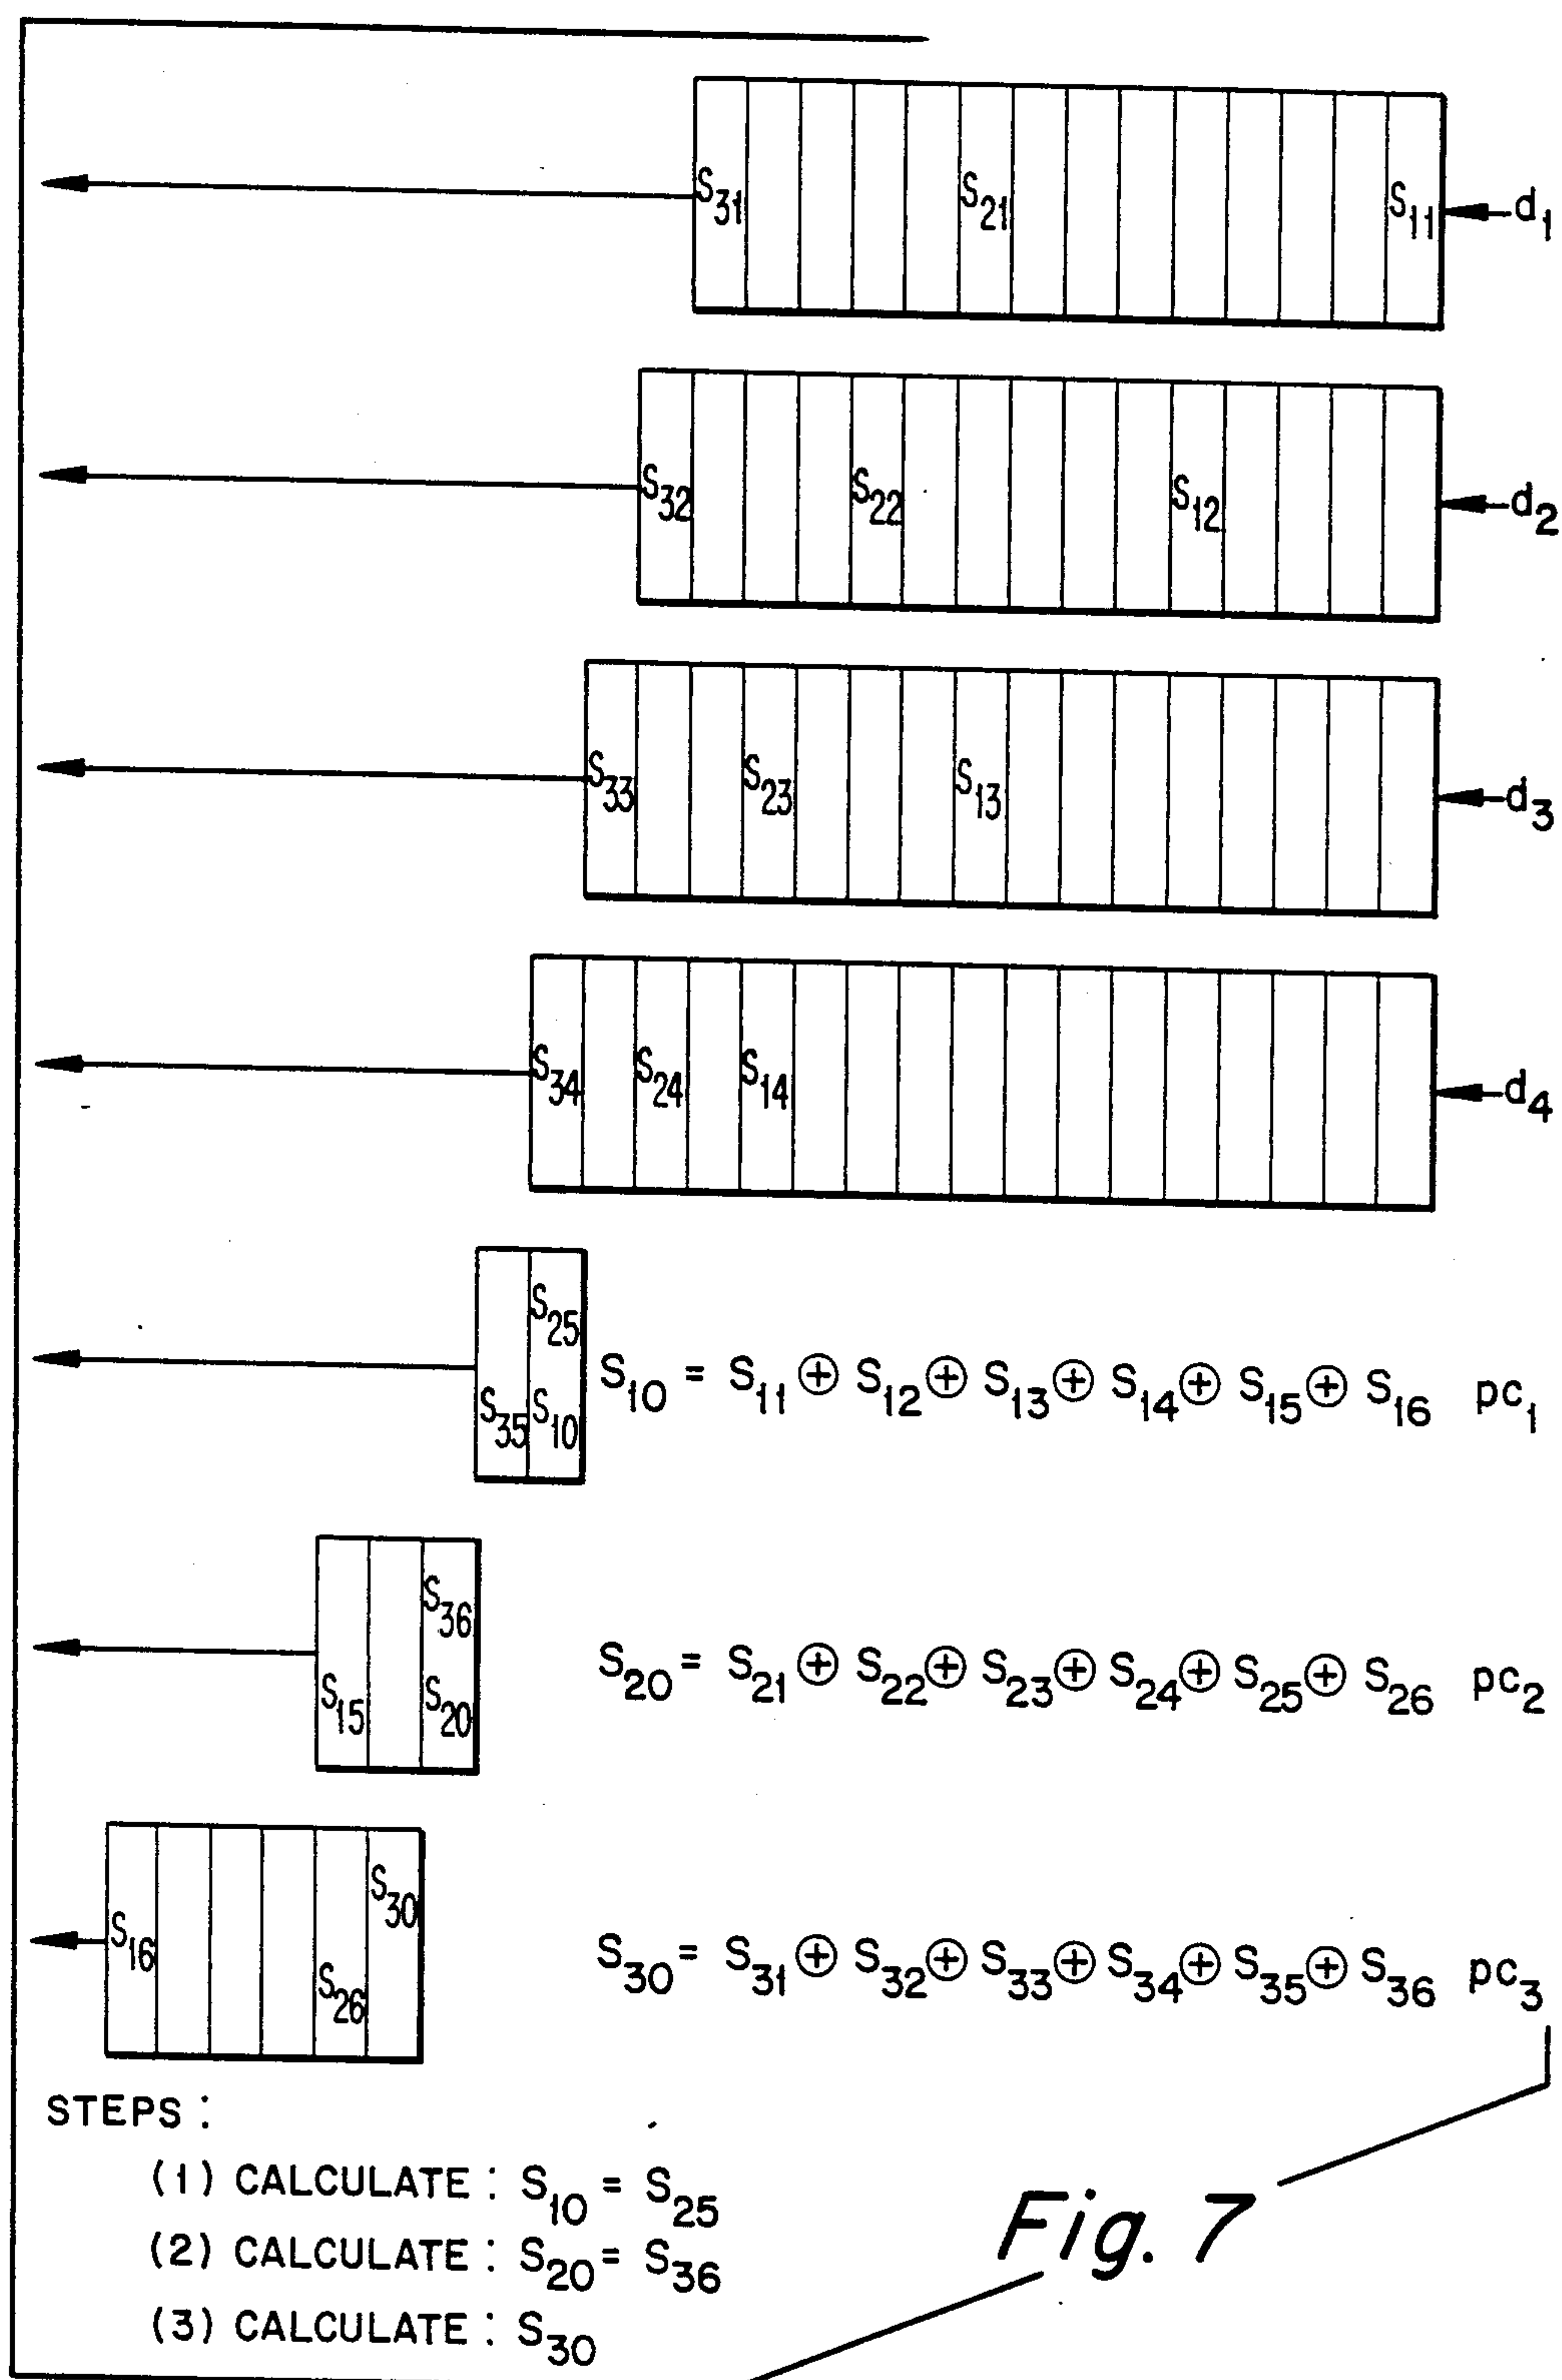 S31 S21 S11 d1
S32 S22 S12 d2
S33 S23 S13 d3
S34 S24 S14 d4
S25
S35 S10 S10 = S11 ⊕ S12 ⊕ S13 ⊕ S14 ⊕ S15 ⊕ S16 pc1
S36
S15 S20 S20 = S21 ⊕ S22 ⊕ S23 ⊕ S24 ⊕ S25 ⊕ S26 pc2
S30
S16 S26 S30 = S31 ⊕ S32 ⊕ S33 ⊕ S34 ⊕ S35 ⊕ S36 pc3
STEPS :
(1) CALCULATE : S10 = S25
(2) CALCULATE : S20 = S36
(3) CALCULATE : S30
Fig. 7